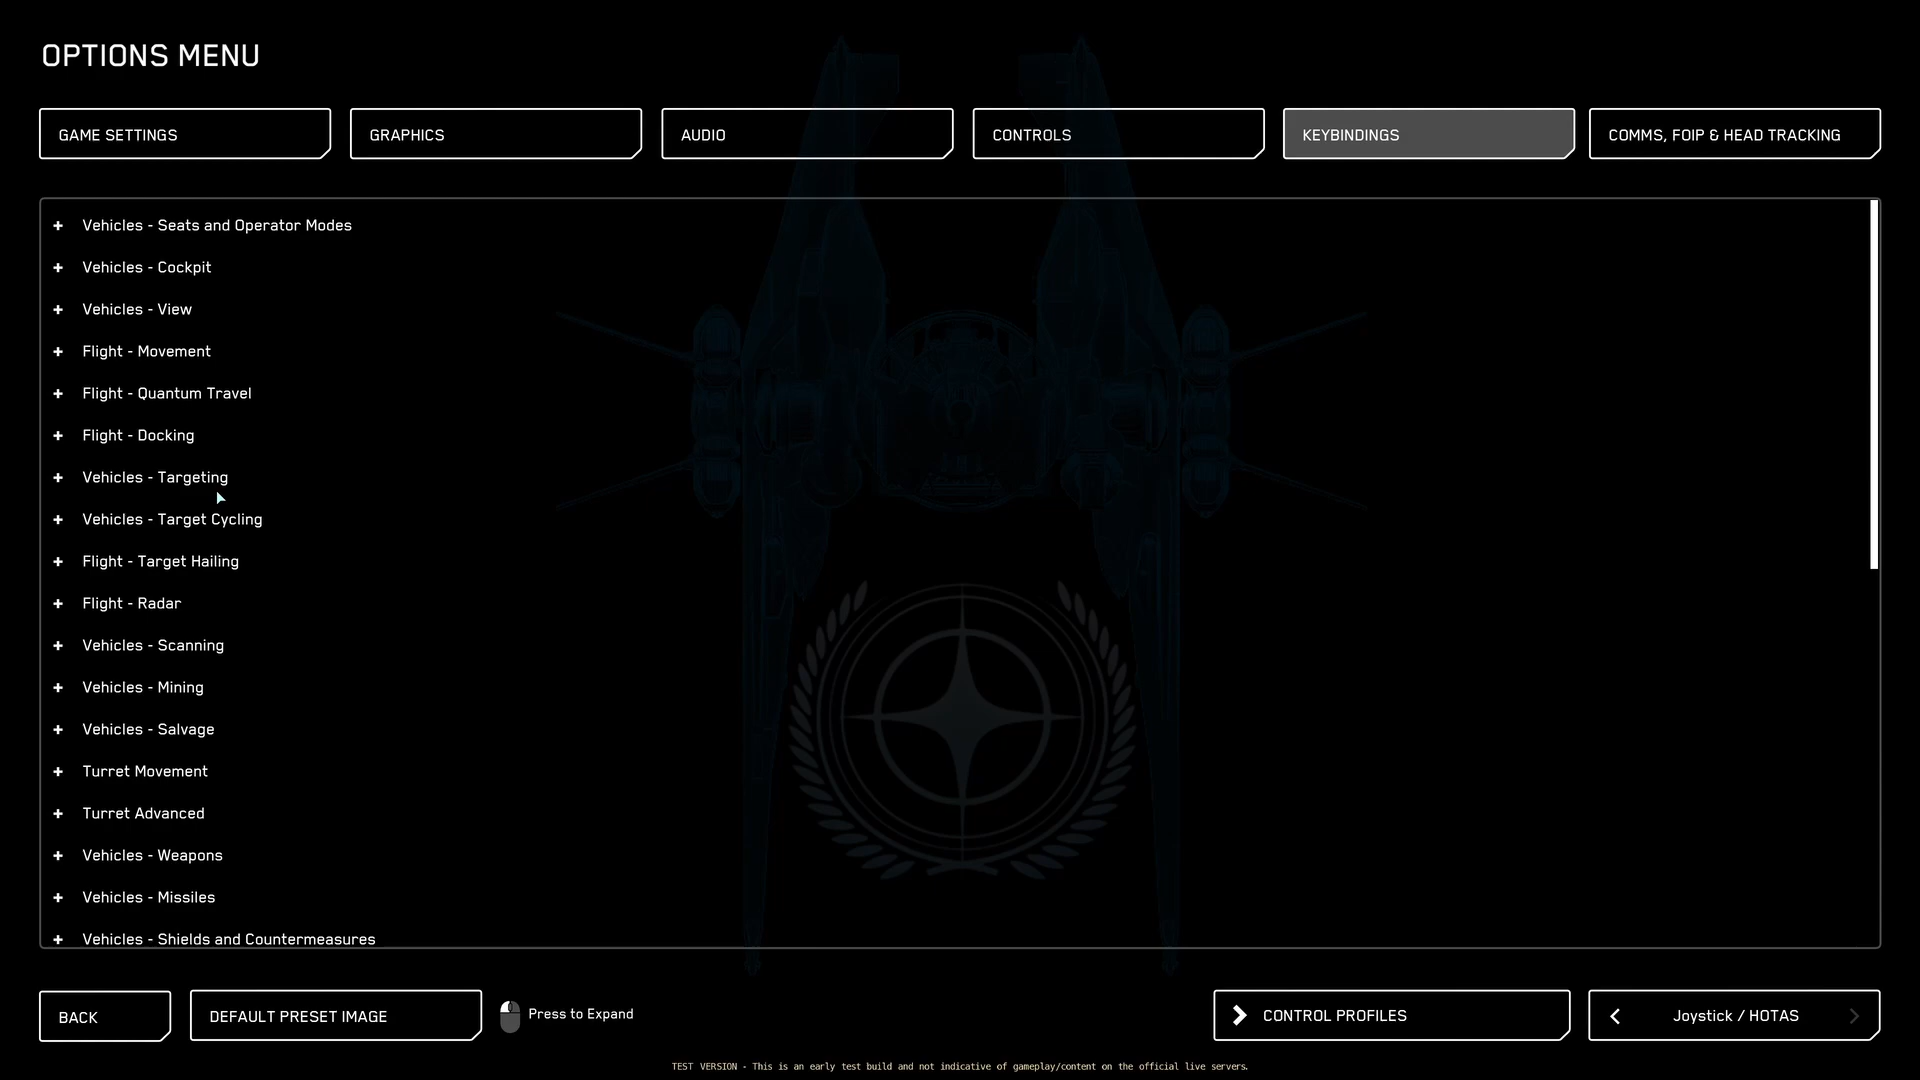 OPTIONS MENU
GAME SETTINGS
GRAPHICS
AUDIO
CONTROLS
KEYBINDINGS
COMMS, FOIP & HEAD TRACKING
+ Vehicles - Seats and Operator Modes
+ Vehicles - Cockpit
+ Vehicles - View
+ Flight - Movement
+ Flight - Quantum Travel
+ Flight - Docking
+ Vehicles - Targeting
+ Vehicles - Target Cycling
+ Flight - Target Hailing
+ Flight - Radar
+ Vehicles - Scanning
+ Vehicles - Mining
+ Vehicles - Salvage
+ Turret Movement
+ Turret Advanced
+ Vehicles - Weapons
+ Vehicles - Missiles
+ Vehicles - Shields and Countermeasures
BACK
DEFAULT PRESET IMAGE
Press to Expand
CONTROL PROFILES
Joystick / HOTAS
TEST VERSION - This is an early test build and not indicative of gameplay/content on the official live servers.